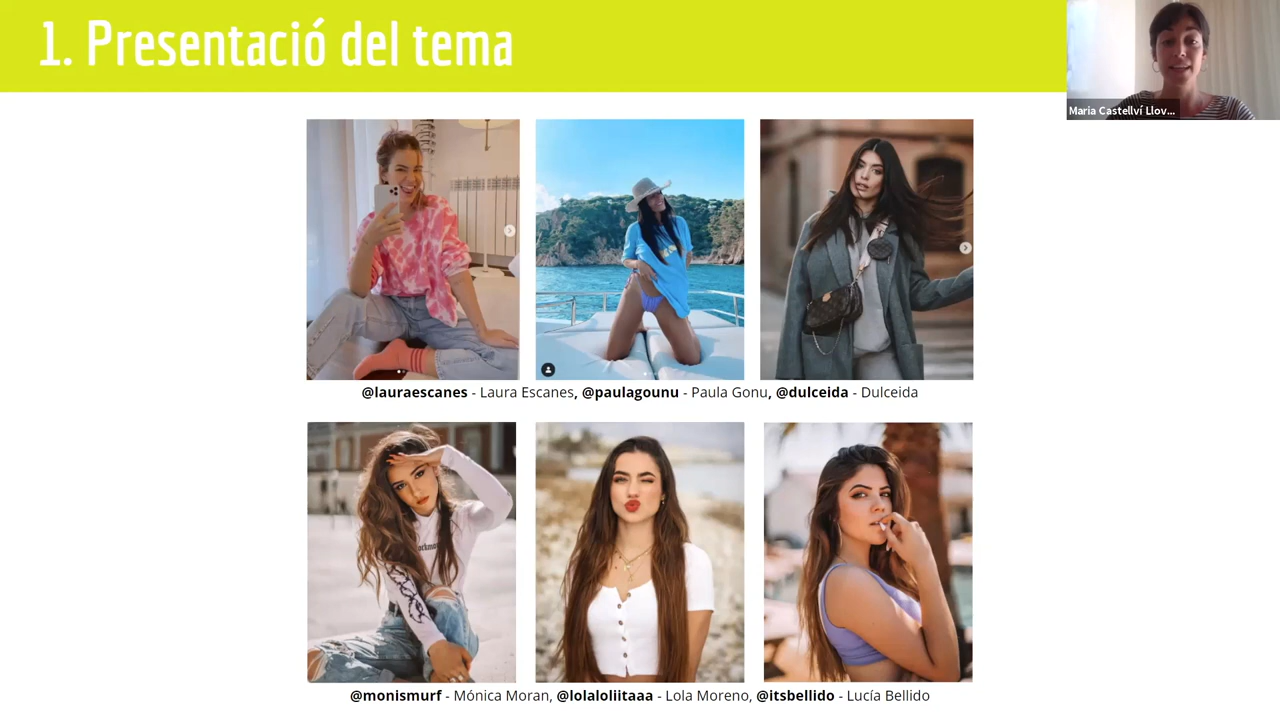 1. Presentació del tema
Maria Castellví Llov...
@lauraescanes - Laura Escanes, @paulagounu - Paula Gonu, @dulceida - Dulceida
@monismurf - Mónica Moran, @lolaloliitaaa - Lola Moreno, @itsbellido - Lucía Bellido